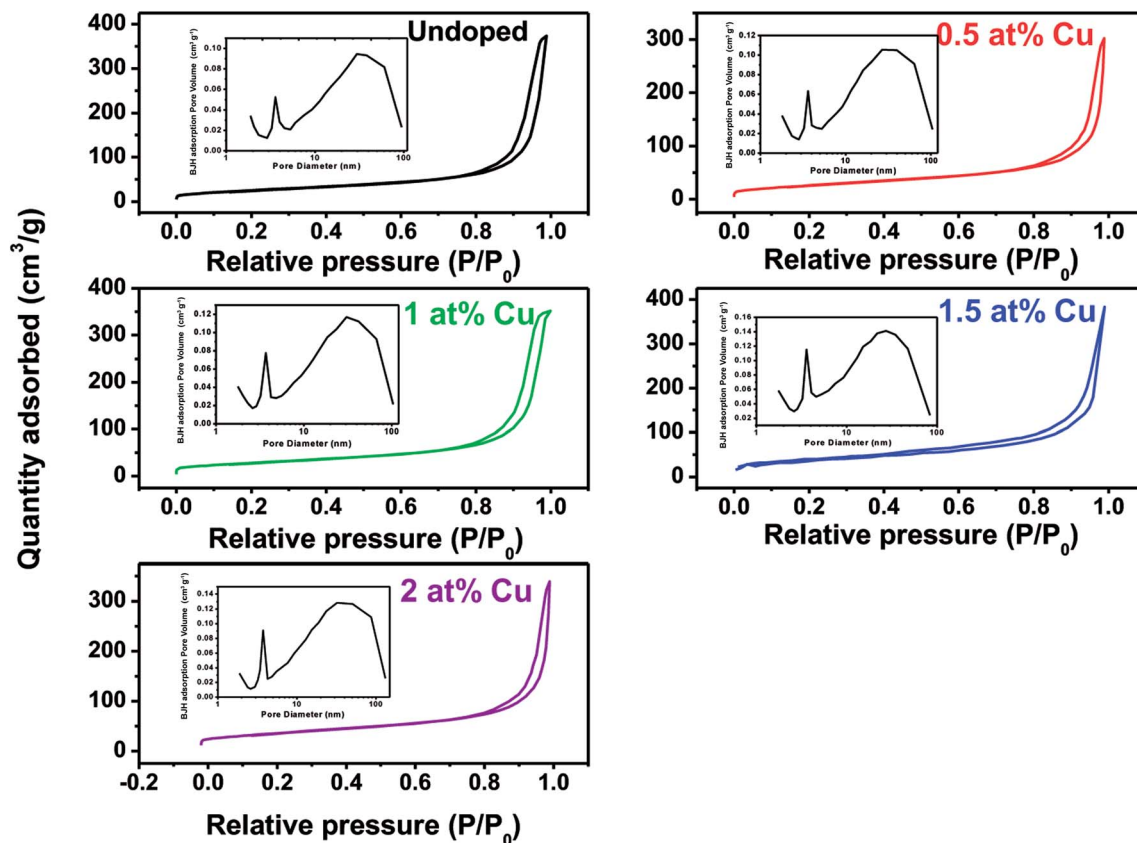 Quantity adsorbed (cm³/g)
Undoped
400
300
200
100
0
0.0 0.2 0.4 0.6 0.8 1.0
Relative pressure (P/P₀)
BJH adsorption Pore Volume (cm³ g⁻¹)
0.12
0.10
0.08
0.06
0.04
0.02
0.00
1 10 100
Pore Diameter (nm)
0.5 at% Cu
300
200
100
0
0.0 0.2 0.4 0.6 0.8 1.0
Relative pressure (P/P₀)
BJH adsorption Pore Volume (cm³ g⁻¹)
0.12
0.10
0.08
0.06
0.04
0.02
0.00
1 10 100
Pore Diameter (nm)
1 at% Cu
400
300
200
100
0
0.0 0.2 0.4 0.6 0.8 1.0
Relative pressure (P/P₀)
BJH adsorption Pore Volume (cm³ g⁻¹)
0.12
0.10
0.08
0.06
0.04
0.02
0.00
1 10 100
Pore Diameter (nm)
1.5 at% Cu
400
300
200
100
0
0.0 0.2 0.4 0.6 0.8 1.0
Relative pressure (P/P₀)
BJH adsorption Pore Volume (cm³ g⁻¹)
0.16
0.14
0.12
0.10
0.08
0.06
0.04
0.02
1 10 100
Pore Diameter (nm)
2 at% Cu
300
200
100
0
-0.2 0.0 0.2 0.4 0.6 0.8 1.0
Relative pressure (P/P₀)
BJH adsorption Pore Volume (cm³ g⁻¹)
0.14
0.12
0.10
0.08
0.06
0.04
0.02
0.00
1 10 100
Pore Diameter (nm)